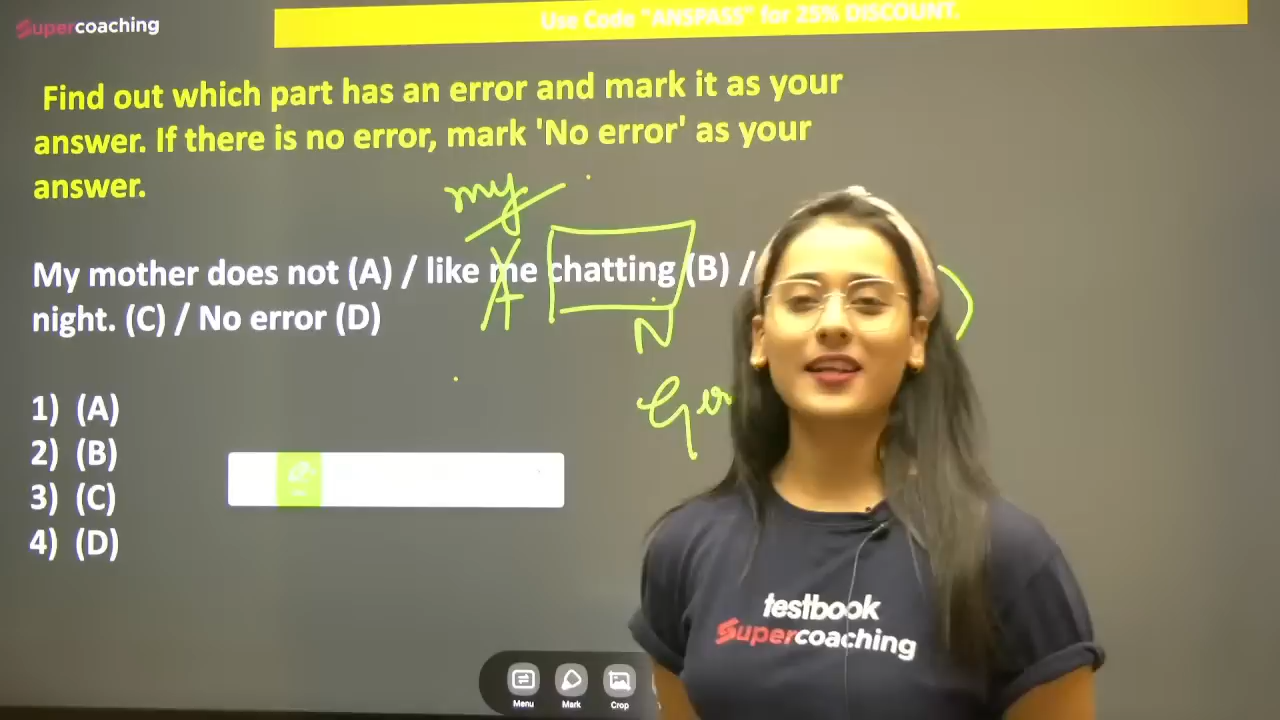 Supercoaching
Use Code "ANSPASS" for 25% DISCOUNT.
Find out which part has an error and mark it as your
answer. If there is no error, mark 'No error' as your
answer.
my
My mother does not (A) / like me chatting (B) /
night. (C) / No error (D)
A
N
Ger
1) (A)
2) (B)
3) (C)
4) (D)
testbook
Supercoaching
Menu Mark Crop